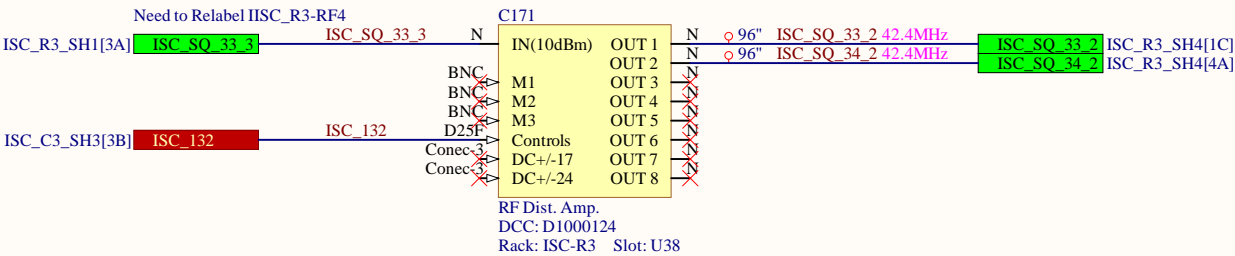 Need to Relabel IISC_R3-RF4
C171
ISC_R3_SH1[3A] ISC_SQ_33_3 ISC_SQ_33_3 N IN(10dBm) OUT 1 N 96" ISC_SQ_33_2 42.4MHz ISC_SQ_33_2 ISC_R3_SH4[1C]
OUT 2 N 96" ISC_SQ_34_2 42.4MHz ISC_SQ_34_2 ISC_R3_SH4[4A]
BNC M1 OUT 3 N
BNC M2 OUT 4 N
BNC M3 OUT 5 N
ISC_C3_SH3[3B] ISC_132 ISC_132 D25F Controls OUT 6 N
Conec-3 DC+/-17 OUT 7 N
Conec-3 DC+/-24 OUT 8 N
RF Dist. Amp.
DCC: D1000124
Rack: ISC-R3 Slot: U38